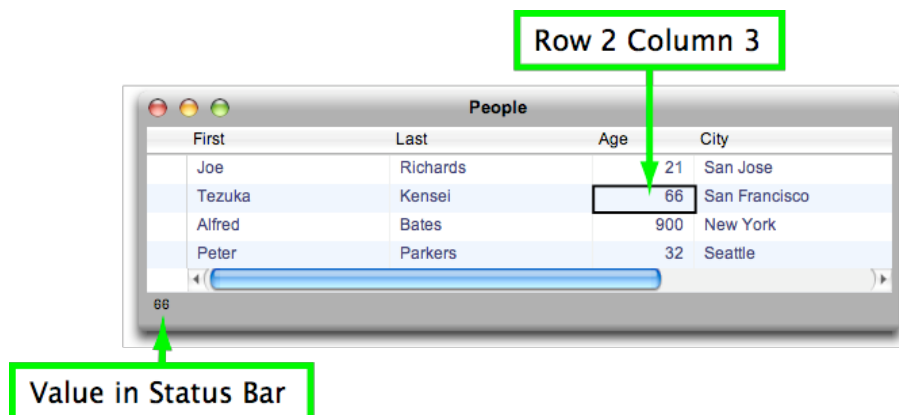 Row 2 Column 3
People
First Last Age City
Joe Richards 21 San Jose
Tezuka Kensei 66 San Francisco
Alfred Bates 900 New York
Peter Parkers 32 Seattle
66
Value in Status Bar